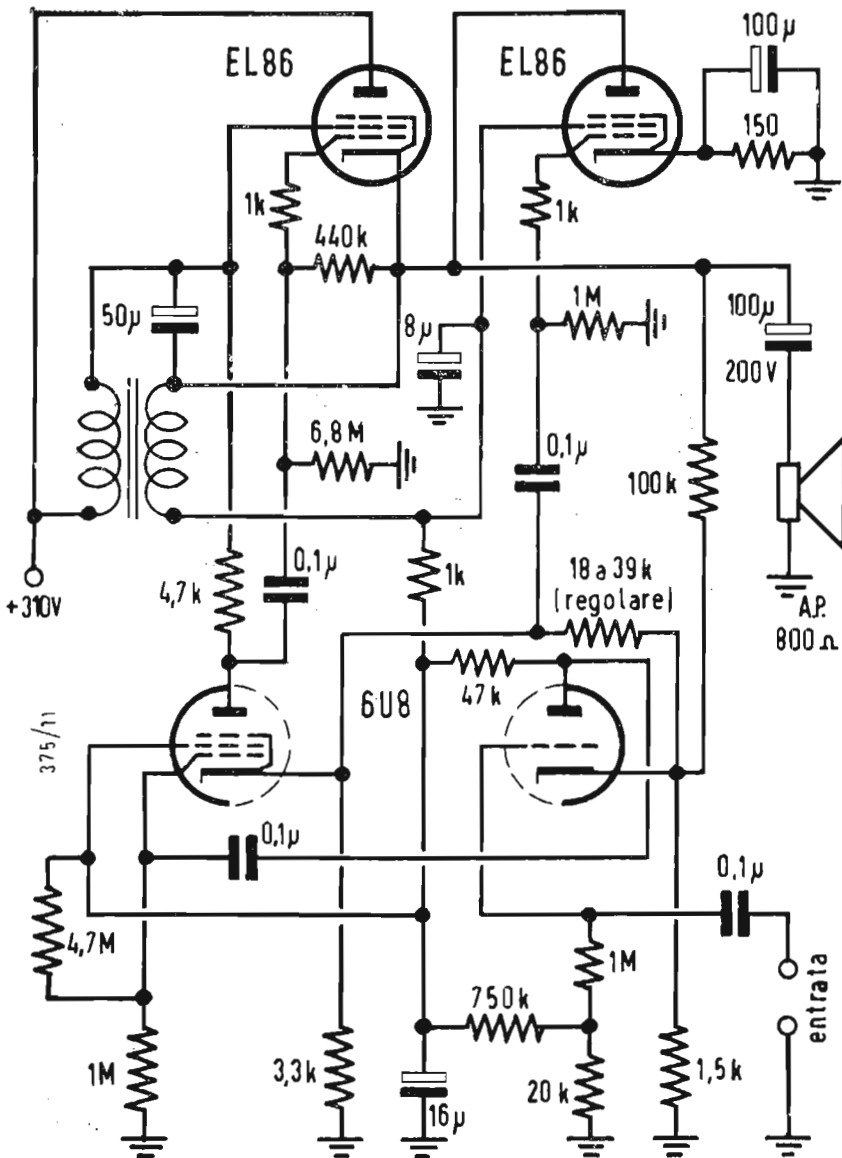 100µ
EL86
EL86
150
1k
1k
440k
50µ
8µ
1M
100µ
200V
6,8M
0,1µ
100k
0,1µ
1k
4,7k
18 a 39k
(regolare)
+310V
A.P.
800 Ω
47k
6U8
375/11
0,1µ
0,1µ
4,7M
1M
750k
entrata
1M
3,3k
16µ
20k
1,5k